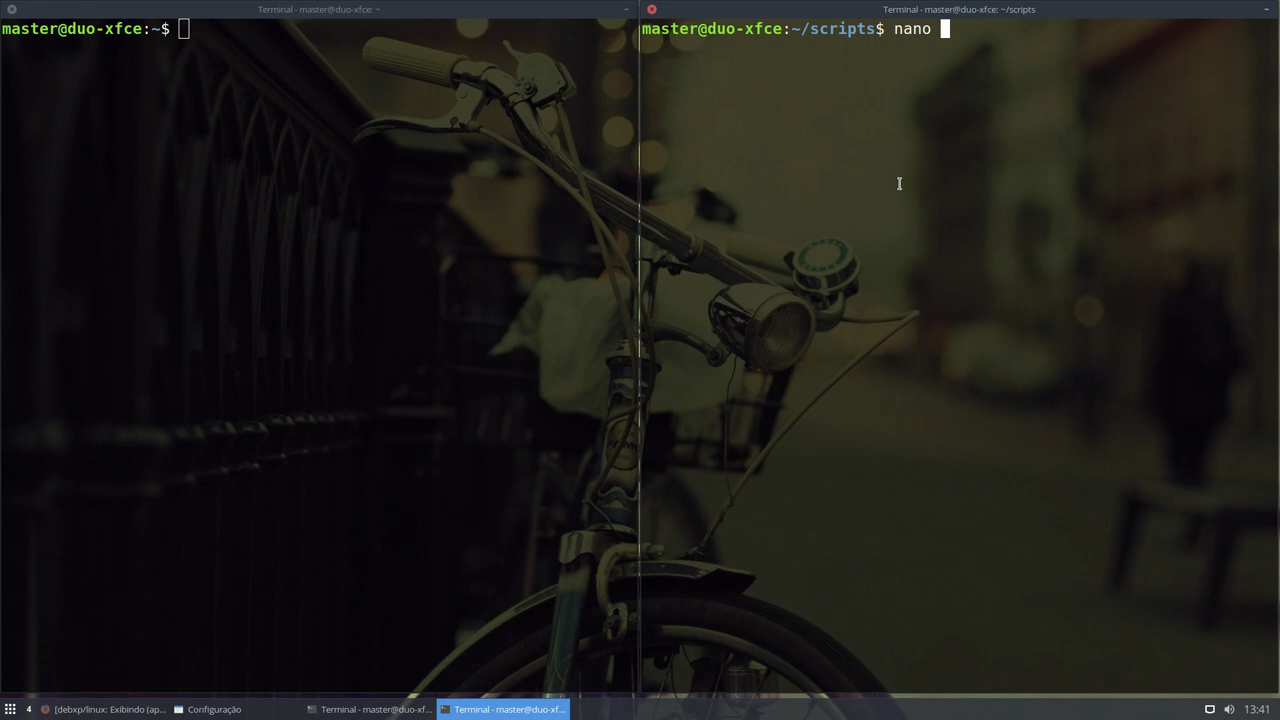 Terminal - master@duo-xfce: ~
Terminal - master@duo-xfce: ~/scripts
master@duo-xfce:~$
master@duo-xfce:~/scripts$ nano
4
[debxp/linux: Exibindo (ap...
Configuração
Terminal - master@duo-xf...
Terminal - master@duo-xf...
13:41